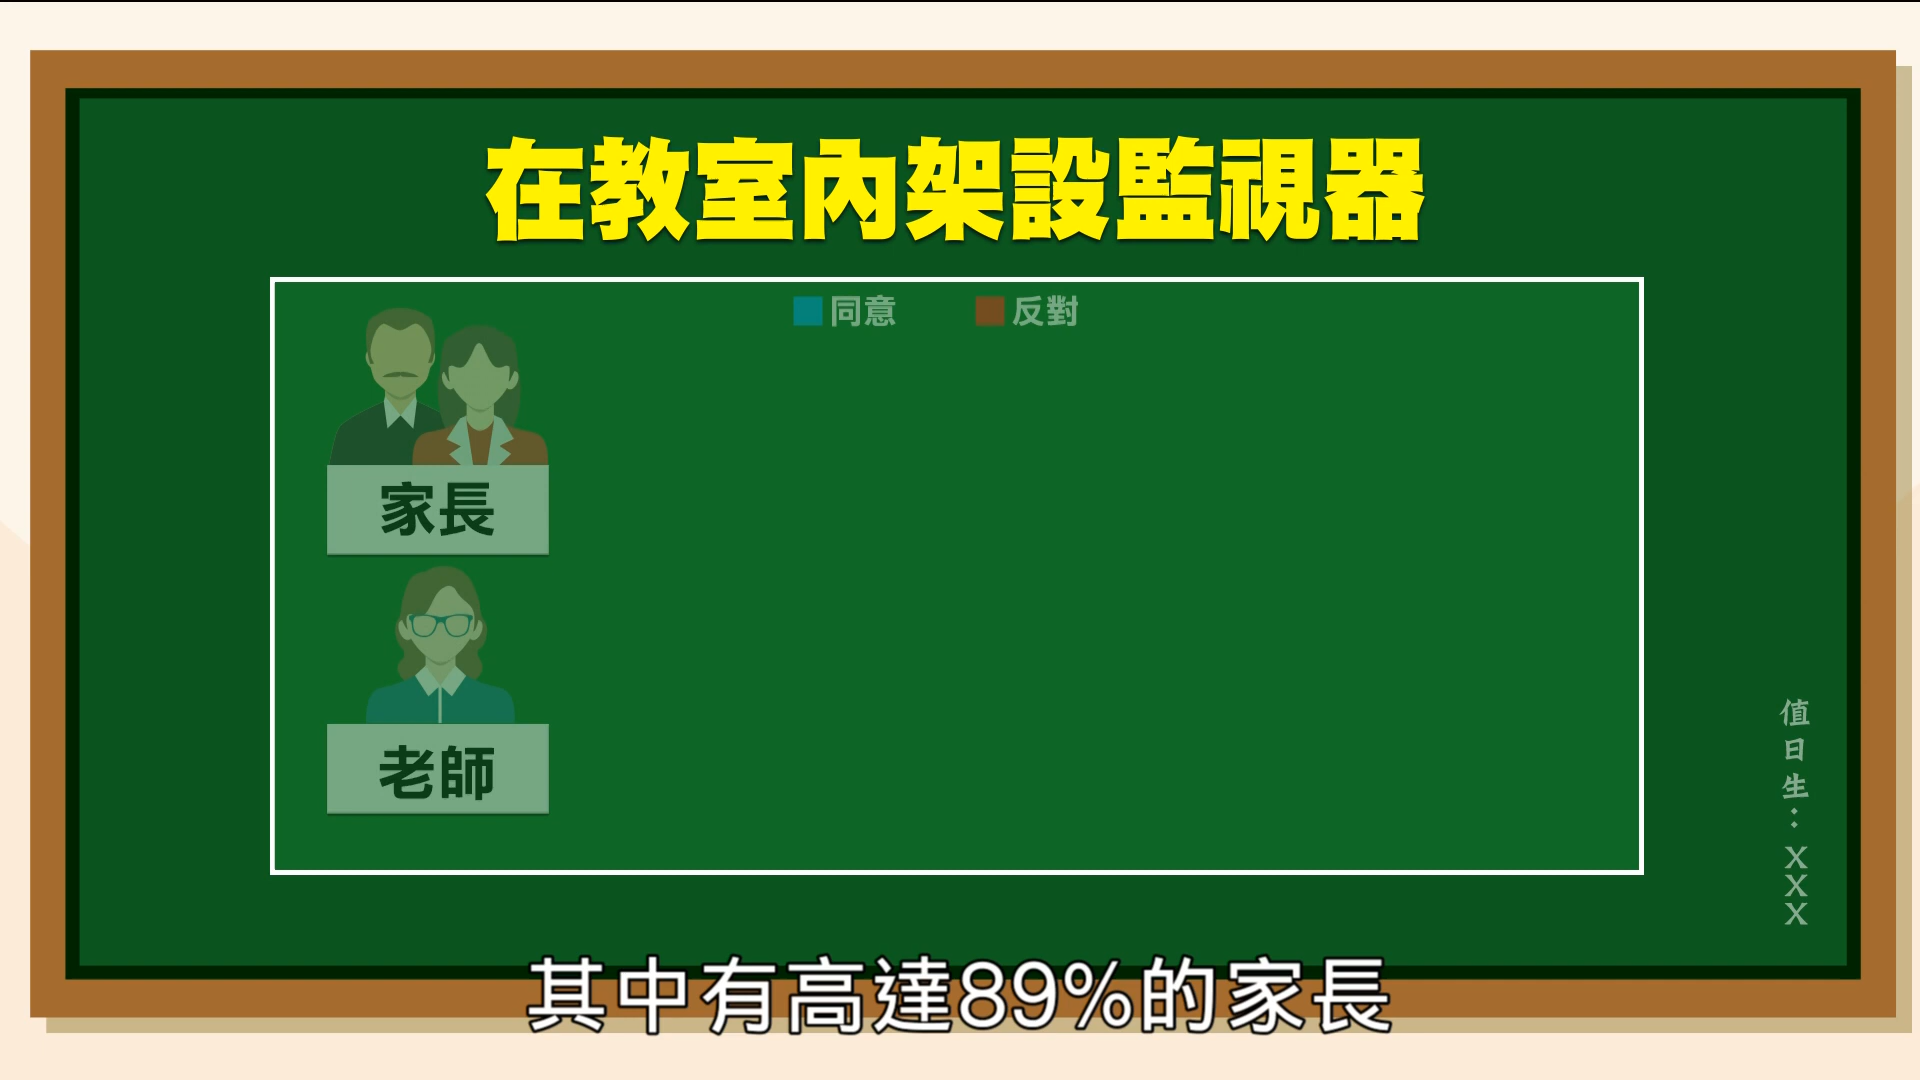 在教室內架設監視器
同意 反對
家長
老師
值日生：XXX
其中有高達89%的家長